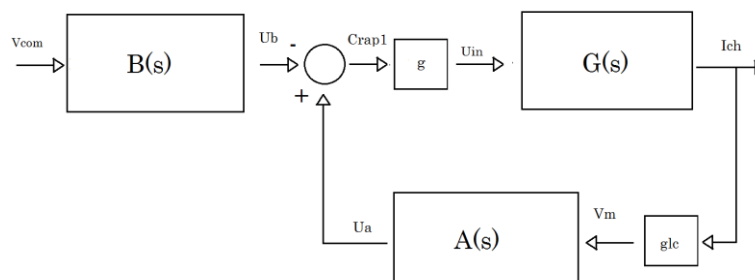 Vcom
B(s)
Ub
-
+
Crap1
g
Uin
G(s)
Ich
Ua
A(s)
Vm
glc